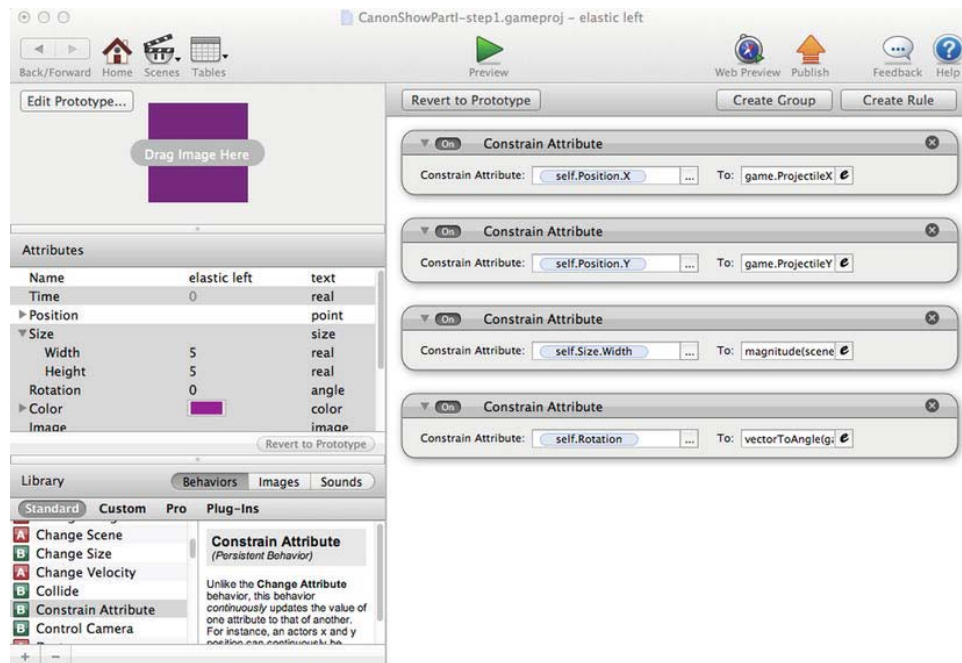 CanonShowPartI-step1.gameproj – elastic left
Back/Forward Home Scenes Tables Preview Web Preview Publish Feedback Help
Edit Prototype...
Drag Image Here
Attributes
Name elastic left text
Time 0 real
Position point
Size size
Width 5 real
Height 5 real
Rotation 0 angle
Color color
Image image
Revert to Prototype
Library Behaviors Images Sounds
Standard Custom Pro Plug-Ins
A Change Scene
B Change Size
A Change Velocity
B Collide
B Constrain Attribute
B Control Camera
Constrain Attribute
(Persistent Behavior)
Unlike the Change Attribute
behavior, this behavior
continuously updates the value of
one attribute to that of another.
For instance, an actors x and y
position can continuously be
+ −
Revert to Prototype Create Group Create Rule
On Constrain Attribute
Constrain Attribute: self.Position.X ... To: game.ProjectileX e
On Constrain Attribute
Constrain Attribute: self.Position.Y ... To: game.ProjectileY e
On Constrain Attribute
Constrain Attribute: self.Size.Width ... To: magnitude(scene e
On Constrain Attribute
Constrain Attribute: self.Rotation ... To: vectorToAngle(ga e